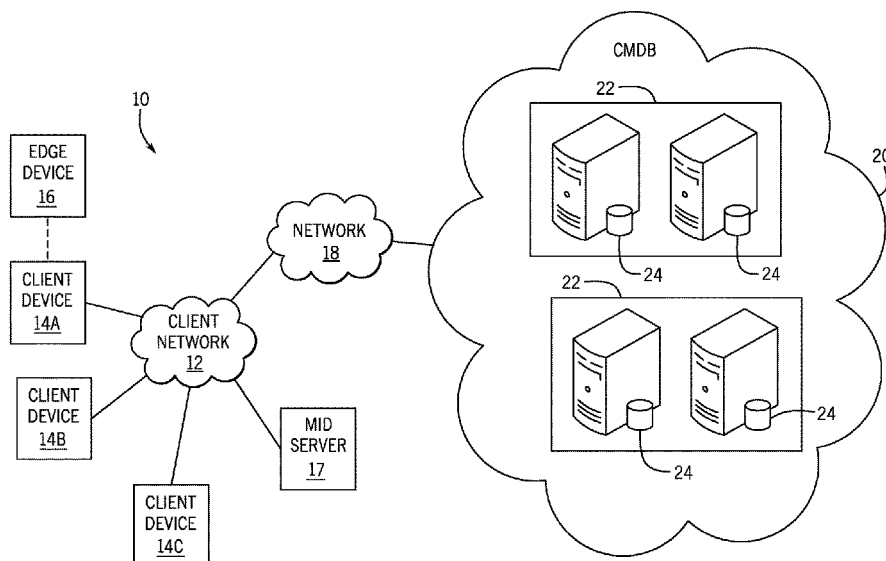 CMDB
22
10
20
EDGE
DEVICE
16
NETWORK
18
24
24
CLIENT
DEVICE
14A
CLIENT
NETWORK
12
22
CLIENT
DEVICE
14B
MID
SERVER
17
24
24
CLIENT
DEVICE
14C